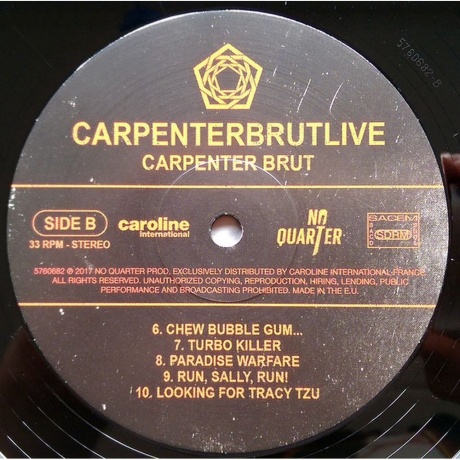 CARPENTERBRUTLIVE
CARPENTER BRUT
SIDE B
33 RPM - STEREO
caroline
international
NO
QUARTER
SACEM
SDRM
5760682-B
5760682 ℗ 2017 NO QUARTER PROD. EXCLUSIVELY DISTRIBUTED BY CAROLINE INTERNATIONAL FRANCE
ALL RIGHTS RESERVED. UNAUTHORIZED COPYING, REPRODUCTION, HIRING, LENDING, PUBLIC
PERFORMANCE AND BROADCASTING PROHIBITED. MADE IN THE E.U.
6. CHEW BUBBLE GUM...
7. TURBO KILLER
8. PARADISE WARFARE
9. RUN, SALLY, RUN!
10. LOOKING FOR TRACY TZU